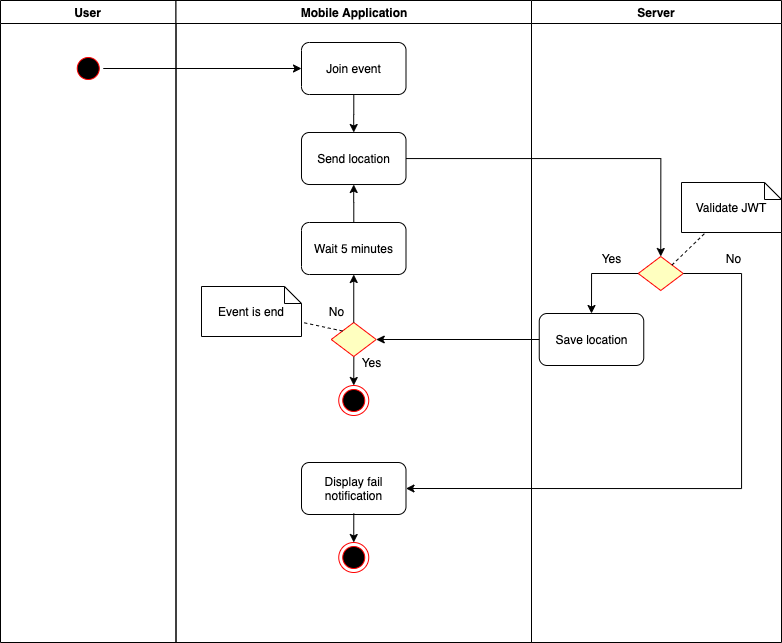 User
Mobile Application
Server
Join event
Send location
Validate JWT
Wait 5 minutes
Yes
No
Event is end
No
Save location
Yes
Display fail
notification